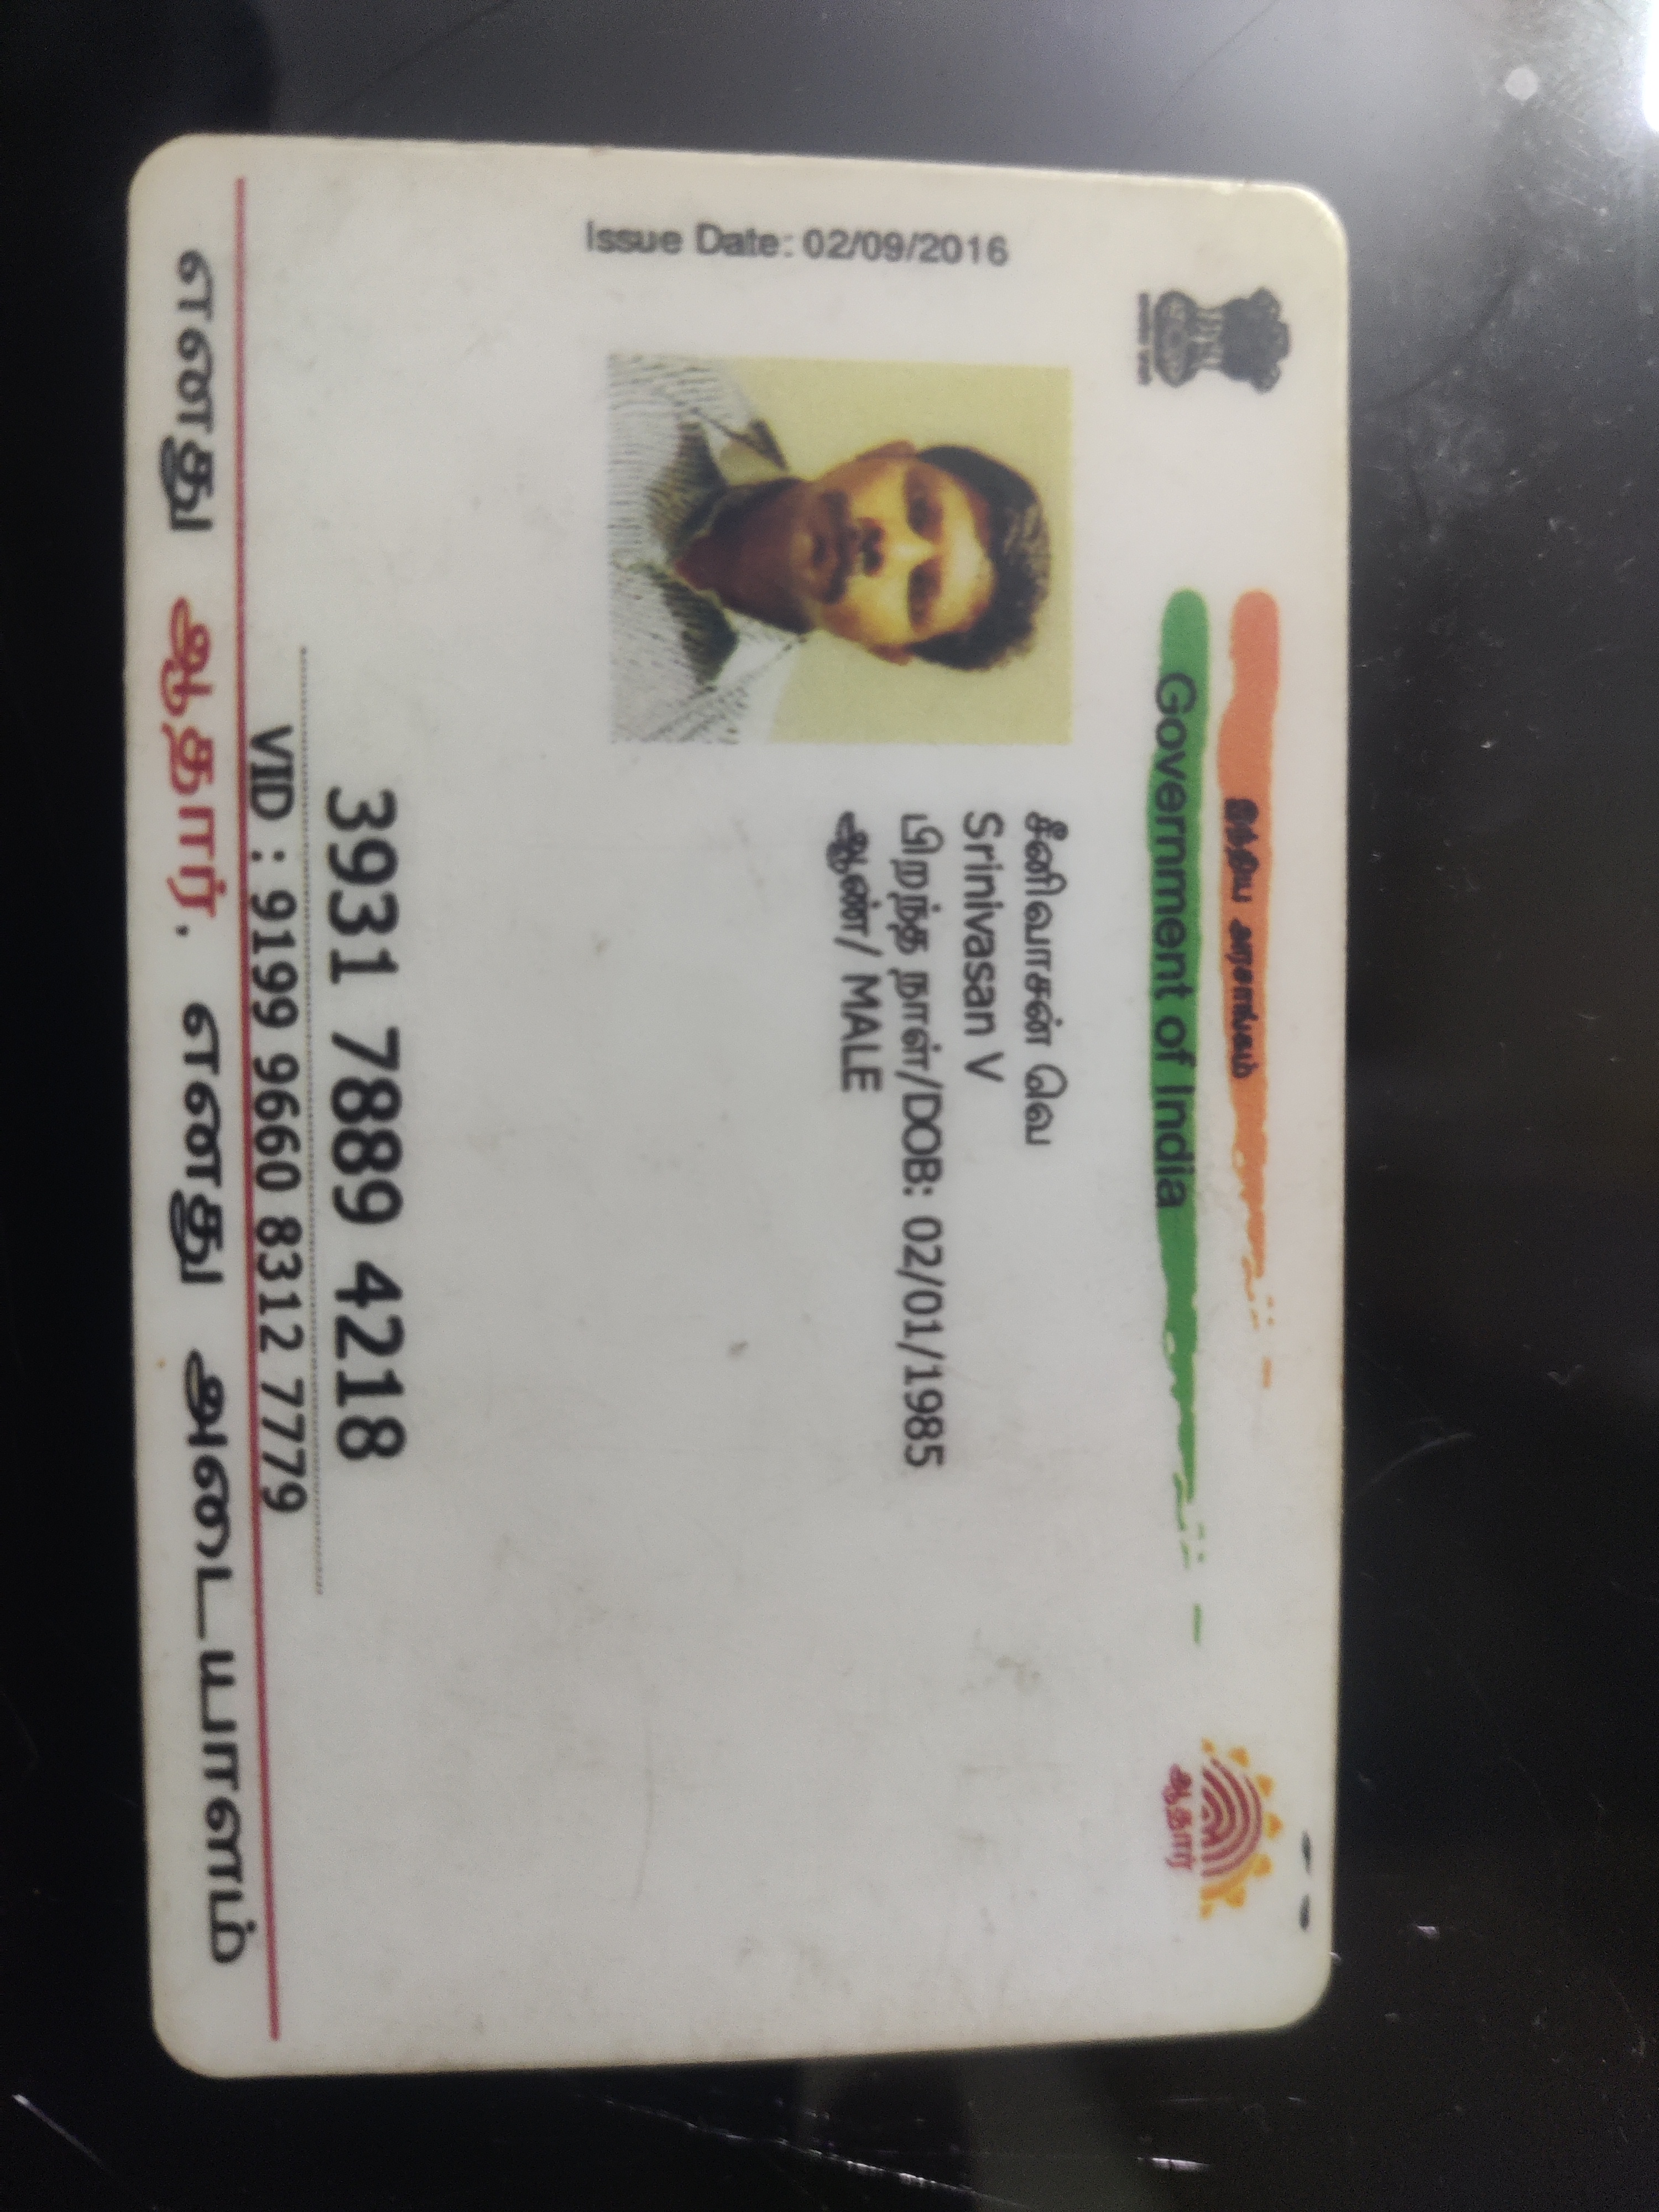 இந்திய அரசாங்கம்
Government of India
Issue Date: 02/09/2016
சீனிவாசன் வெ
Srinivasan V
பிறந்த நாள்/DOB: 02/01/1985
ஆண்/ MALE
ஆதார்
3931 7889 4218
VID : 9199 9660 8312 7779
எனது ஆதார். எனது அடையாளம்